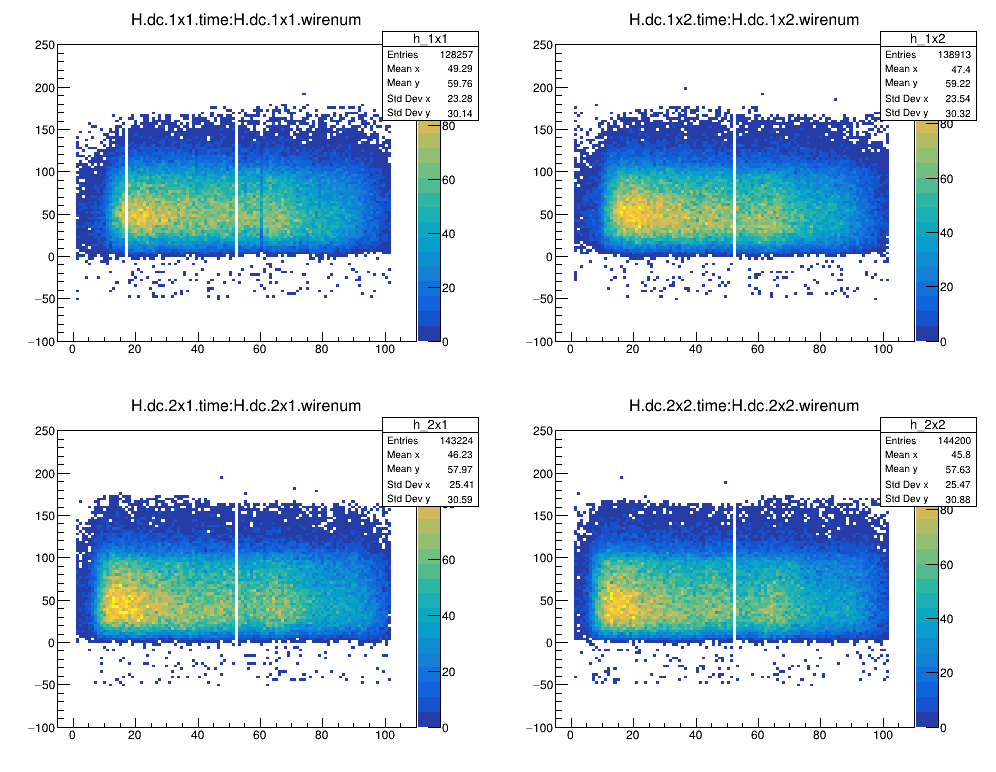 H.dc.1x1.time:H.dc.1x1.wirenum
h_1x1
Entries 128257
Mean x 49.29
Mean y 59.76
Std Dev x 23.28
Std Dev y 30.14
250
200
150
100
50
0
−50
−100
0 20 40 60 80 100
80
60
40
20
0
H.dc.1x2.time:H.dc.1x2.wirenum
h_1x2
Entries 138913
Mean x 47.4
Mean y 59.22
Std Dev x 23.54
Std Dev y 30.32
250
200
150
100
50
0
−50
−100
0 20 40 60 80 100
80
60
40
20
0
H.dc.2x1.time:H.dc.2x1.wirenum
h_2x1
Entries 143224
Mean x 46.23
Mean y 57.97
Std Dev x 25.41
Std Dev y 30.59
250
200
150
100
50
0
−50
−100
0 20 40 60 80 100
60
40
20
0
H.dc.2x2.time:H.dc.2x2.wirenum
h_2x2
Entries 144200
Mean x 45.8
Mean y 57.63
Std Dev x 25.47
Std Dev y 30.88
250
200
150
100
50
0
−50
−100
0 20 40 60 80 100
80
60
40
20
0